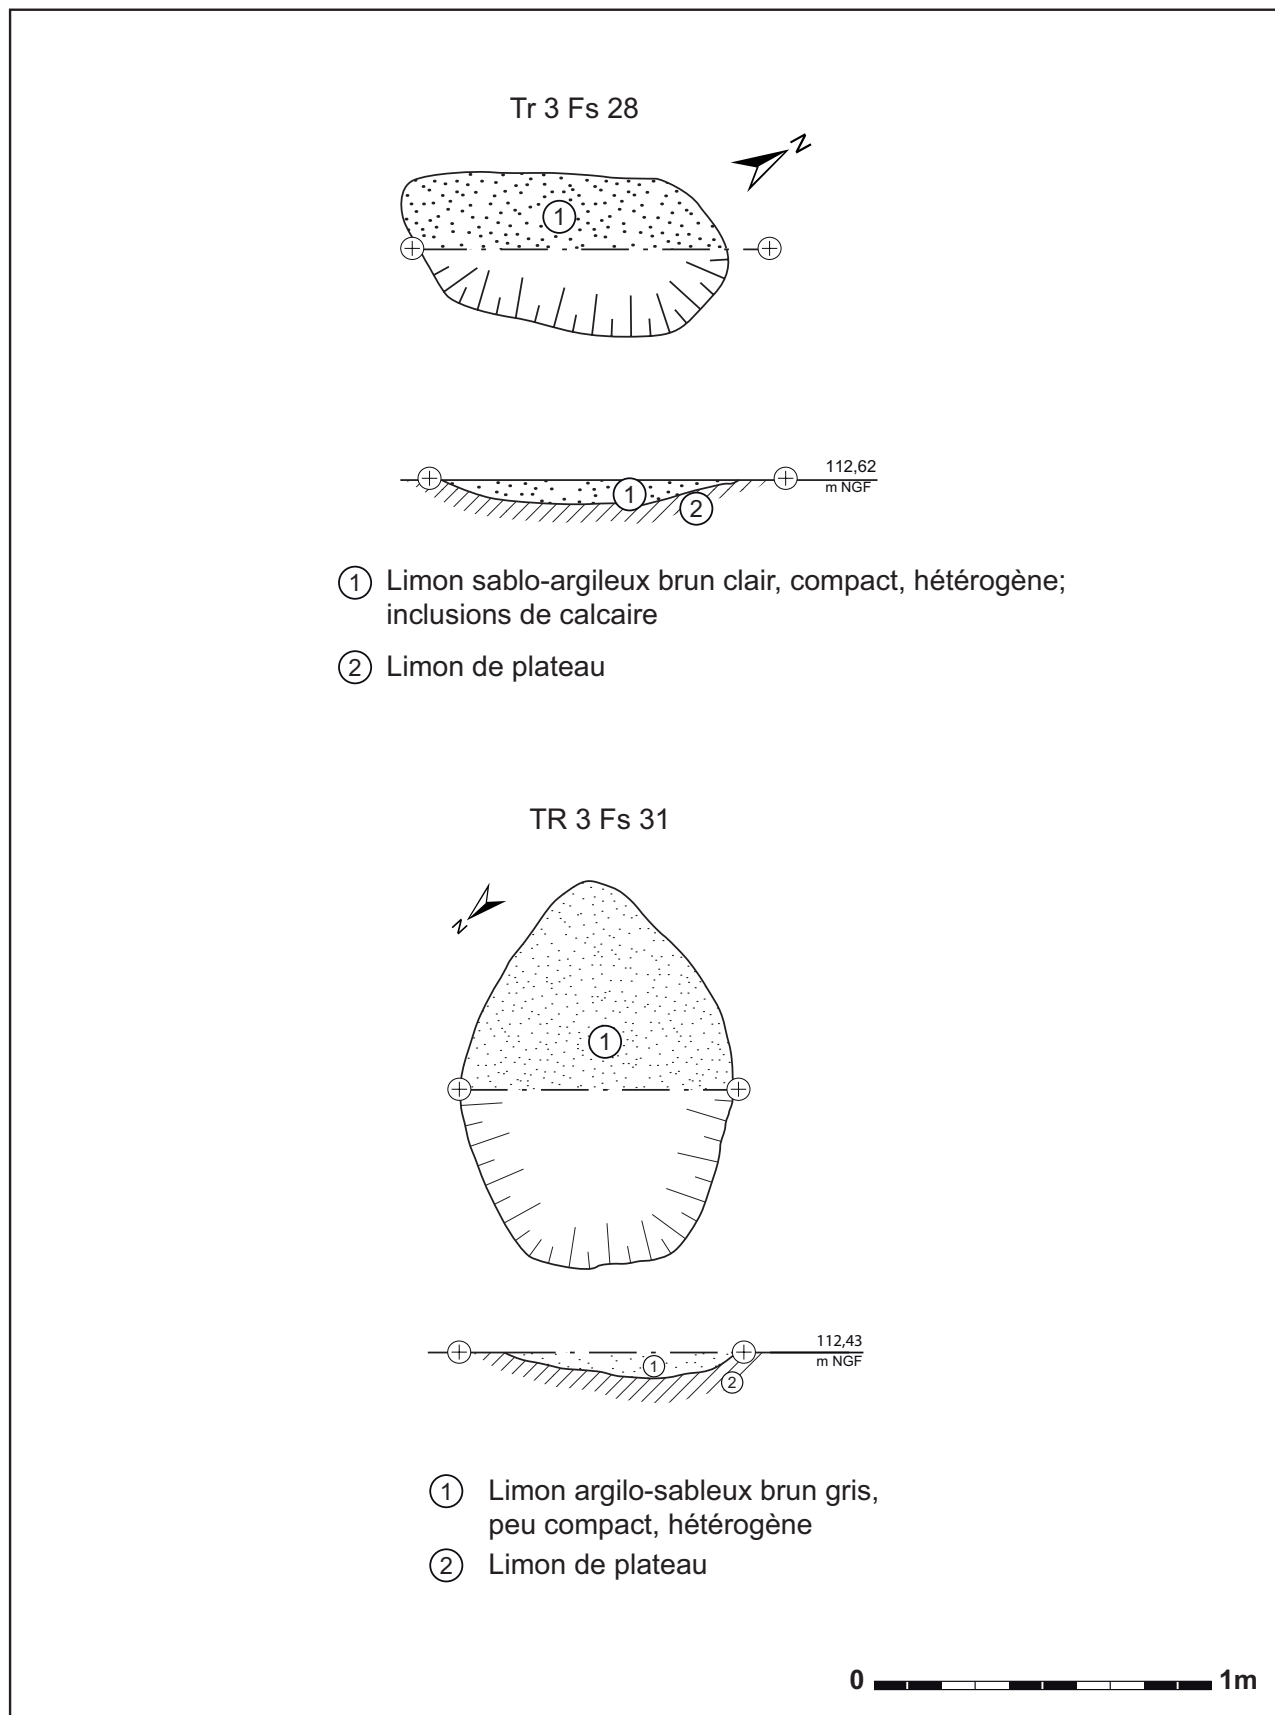 Tr 3 Fs 28
N
1
112,62
m NGF
1
2
1 Limon sablo-argileux brun clair, compact, hétérogène;
inclusions de calcaire
2 Limon de plateau
TR 3 Fs 31
N
1
112,43
m NGF
1
2
1 Limon argilo-sableux brun gris,
peu compact, hétérogène
2 Limon de plateau
0 1m